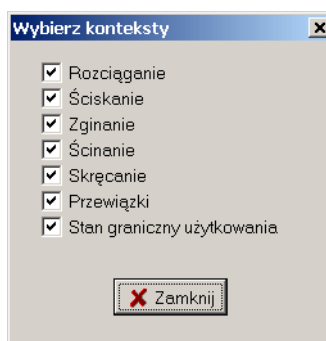 Wybierz konteksty
Rozciąganie
Ściskanie
Zginanie
Ścinanie
Skręcanie
Przewiązki
Stan graniczny użytkowania
Zamknij